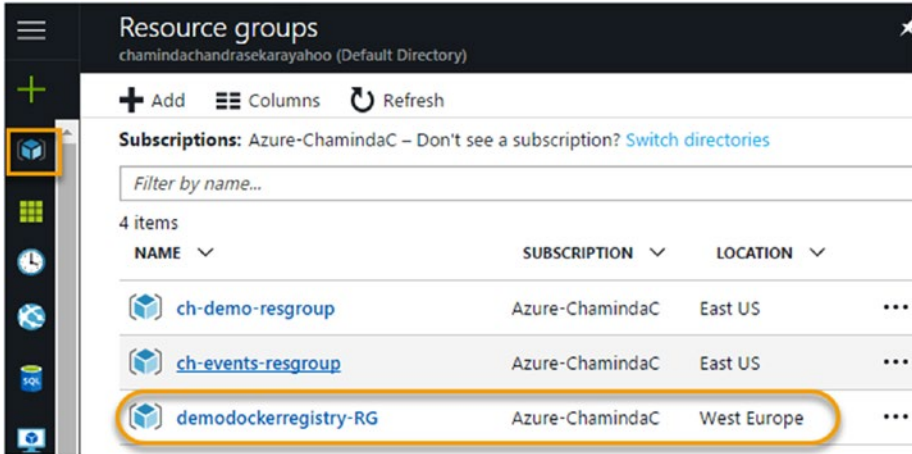 Resource groups
chamindachandrasekarayahoo (Default Directory)
Add Columns Refresh
Subscriptions: Azure-ChamindaC – Don't see a subscription? Switch directories
Filter by name...
4 items
NAME SUBSCRIPTION LOCATION
ch-demo-resgroup Azure-ChamindaC East US
ch-events-resgroup Azure-ChamindaC East US
SQL
demodockerregistry-RG Azure-ChamindaC West Europe